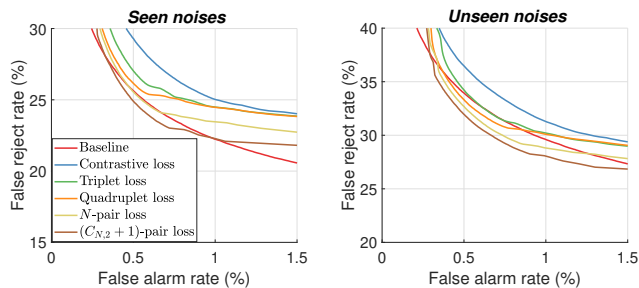 Seen noises
30
25
20
15
0
0.5
1
1.5
False reject rate (%)
False alarm rate (%)
Baseline
Contrastive loss
Triplet loss
Quadruplet loss
N-pair loss
(C_{N,2} + 1)-pair loss
Unseen noises
40
35
30
25
20
0
0.5
1
1.5
False reject rate (%)
False alarm rate (%)